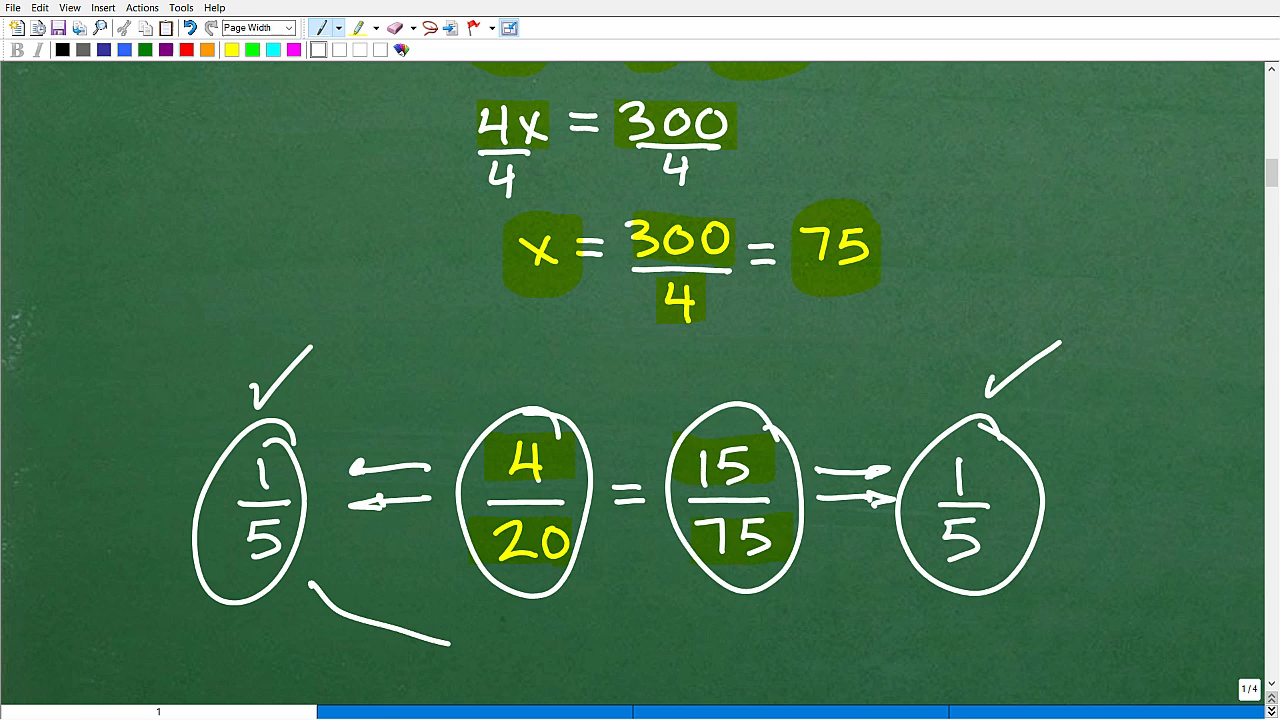 File Edit View Insert Actions Tools Help
Page Width
B I
4x = 300
4 4
x = 300 = 75
4
1 4 = 15 1
5 20 75 5
1/4
1